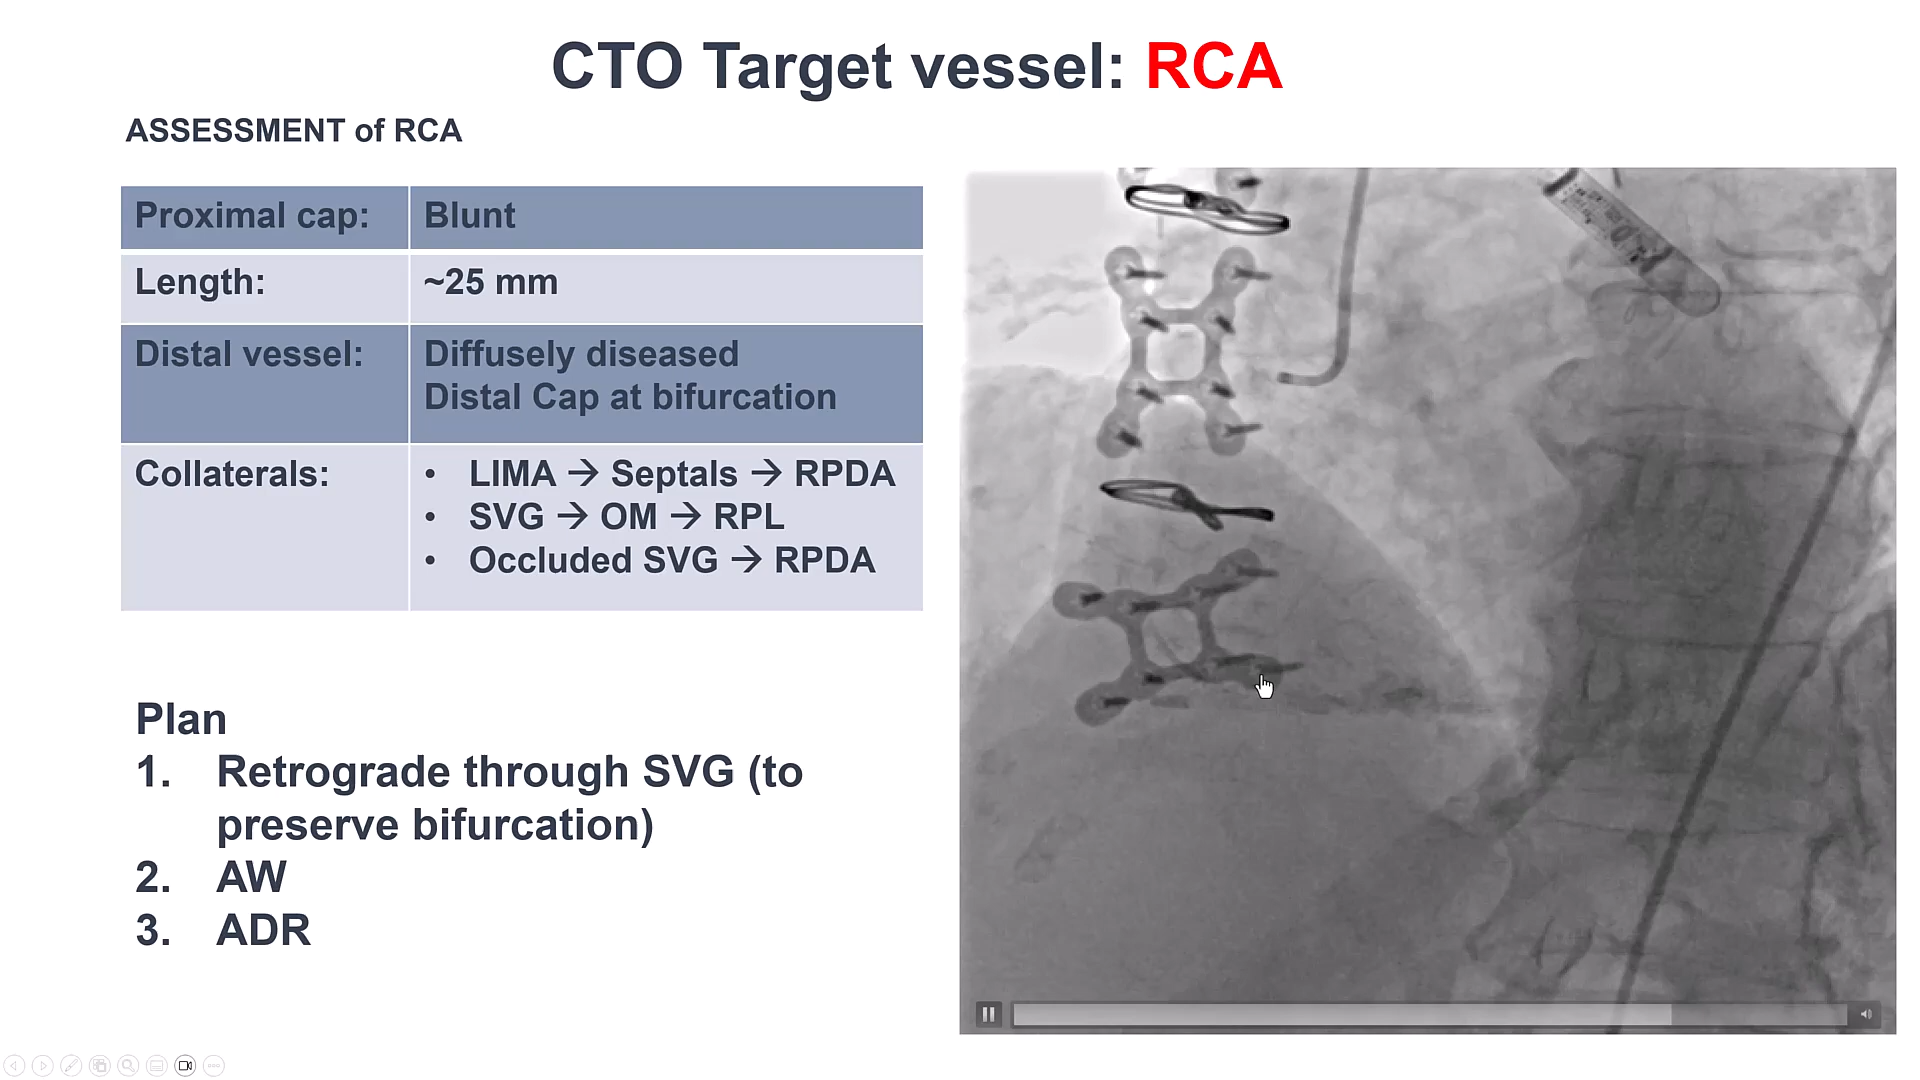 CTO Target vessel: RCA
ASSESSMENT of RCA
Proximal cap: Blunt
Length: ~25 mm
Distal vessel: Diffusely diseased
Distal Cap at bifurcation
Collaterals: • LIMA → Septals → RPDA
• SVG → OM → RPL
• Occluded SVG → RPDA
Plan
1. Retrograde through SVG (to
preserve bifurcation)
2. AW
3. ADR